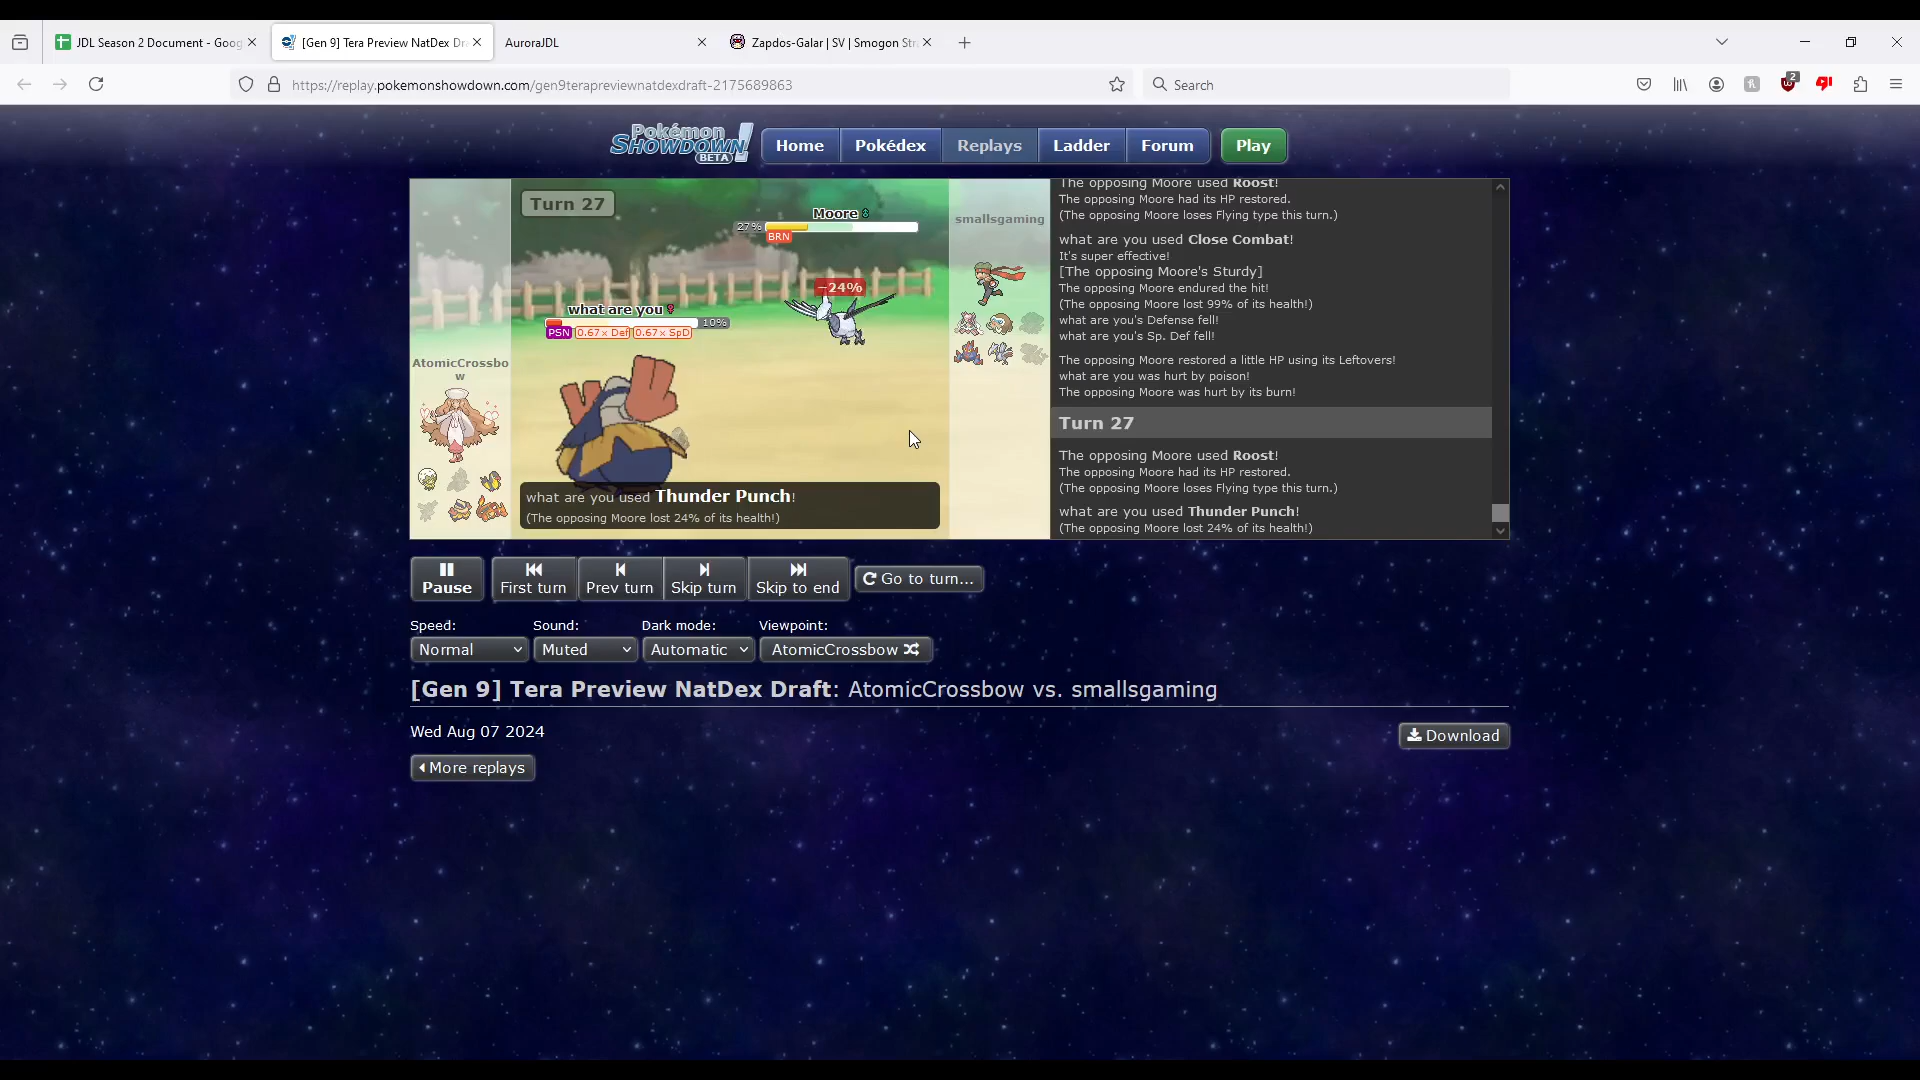 JDL Season 2 Document - Goog
[Gen 9] Tera Preview NatDex Dr
AuroraJDL
Zapdos-Galar | SV | Smogon Str
https://replay.pokemonshowdown.com/gen9terapreviewnatdexdraft-2175689863
Search
2
Pokémon
SHOWDOWN!
BETA
Home
Pokédex
Replays
Ladder
Forum
Play
Turn 27
Moore
27%
BRN
-24%
what are you
10%
PSN 0.67× Def 0.67× SpD
AtomicCrossbo
w
smallsgaming
what are you used Thunder Punch!
(The opposing Moore lost 24% of its health!)
The opposing Moore used Roost!
The opposing Moore had its HP restored.
(The opposing Moore loses Flying type this turn.)
what are you used Close Combat!
It's super effective!
[The opposing Moore's Sturdy]
The opposing Moore endured the hit!
(The opposing Moore lost 99% of its health!)
what are you's Defense fell!
what are you's Sp. Def fell!
The opposing Moore restored a little HP using its Leftovers!
what are you was hurt by poison!
The opposing Moore was hurt by its burn!
Turn 27
The opposing Moore used Roost!
The opposing Moore had its HP restored.
(The opposing Moore loses Flying type this turn.)
what are you used Thunder Punch!
(The opposing Moore lost 24% of its health!)
Pause
First turn
Prev turn
Skip turn
Skip to end
Go to turn...
Speed:
Sound:
Dark mode:
Viewpoint:
Normal
Muted
Automatic
AtomicCrossbow
[Gen 9] Tera Preview NatDex Draft: AtomicCrossbow vs. smallsgaming
Wed Aug 07 2024
Download
More replays